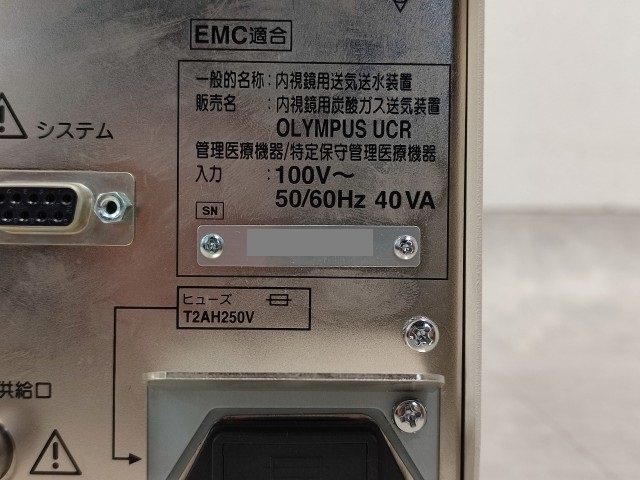 EMC適合
一般的名称：内視鏡用送気送水装置
販売名　：内視鏡用炭酸ガス送気装置
OLYMPUS UCR
管理医療機器/特定保守管理医療機器
入力　：100V～
50/60Hz 40VA
SN
システム
ヒューズ
T2AH250V
共給口